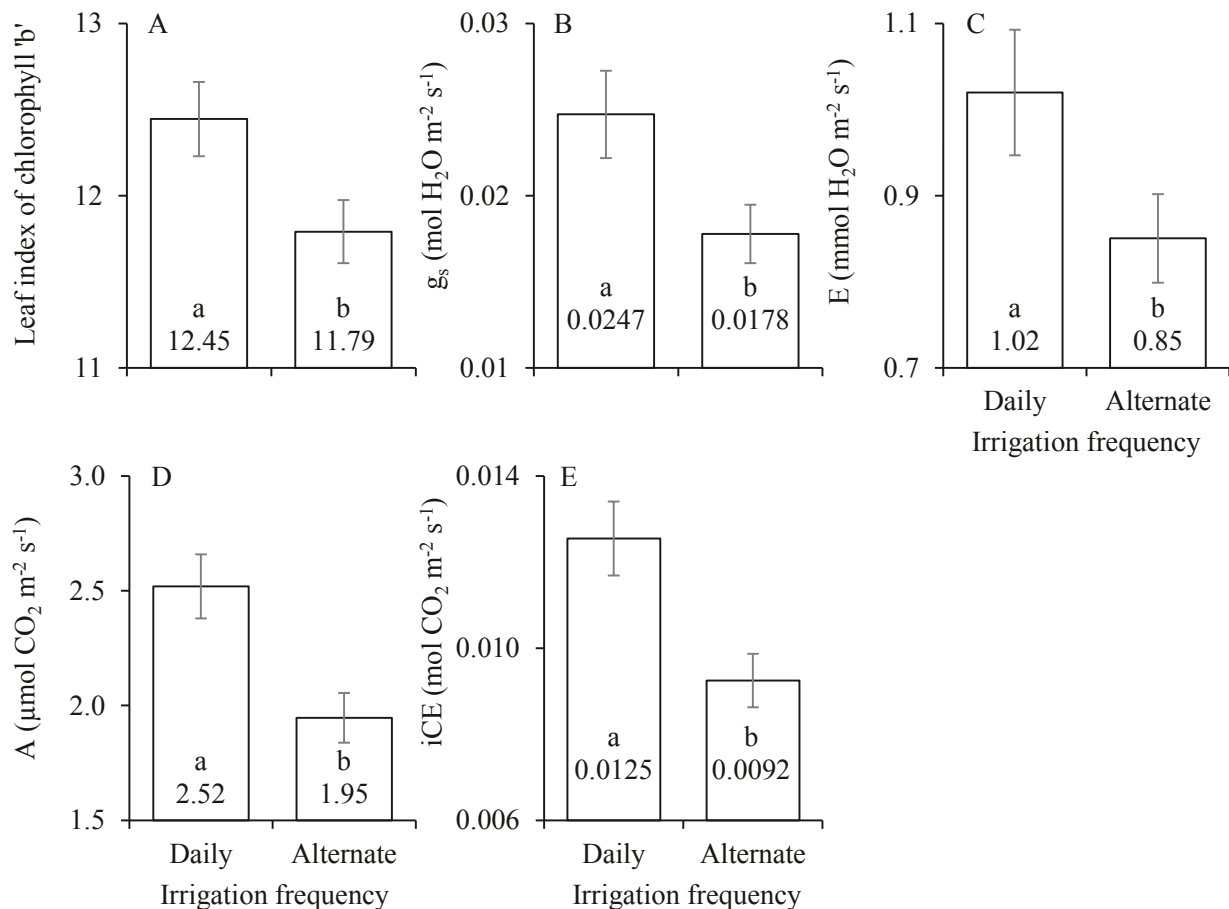 A
Leaf index of chlorophyll 'b'
13
12
11
a
12.45
b
11.79
B
gₛ (mol H₂O m⁻² s⁻¹)
0.03
0.02
0.01
a
0.0247
b
0.0178
C
E (mmol H₂O m⁻² s⁻¹)
1.1
0.9
0.7
a
1.02
b
0.85
Daily Alternate
Irrigation frequency
D
A (µmol CO₂ m⁻² s⁻¹)
3.0
2.5
2.0
1.5
a
2.52
b
1.95
Daily Alternate
Irrigation frequency
E
iCE (mol CO₂ m⁻² s⁻¹)
0.014
0.010
0.006
a
0.0125
b
0.0092
Daily Alternate
Irrigation frequency